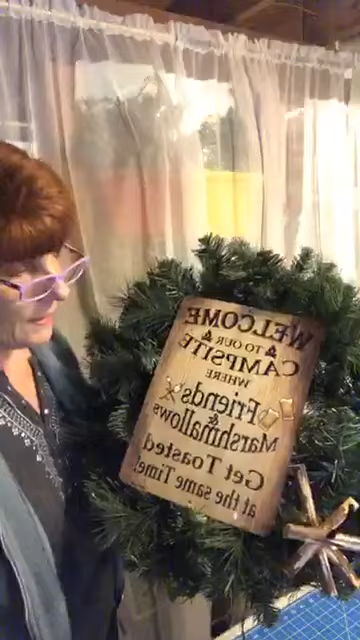 WELCOME
TO OUR
CAMPSITE
WHERE
Friends
&
Marshmallows
Get Toasted
at the same Time!